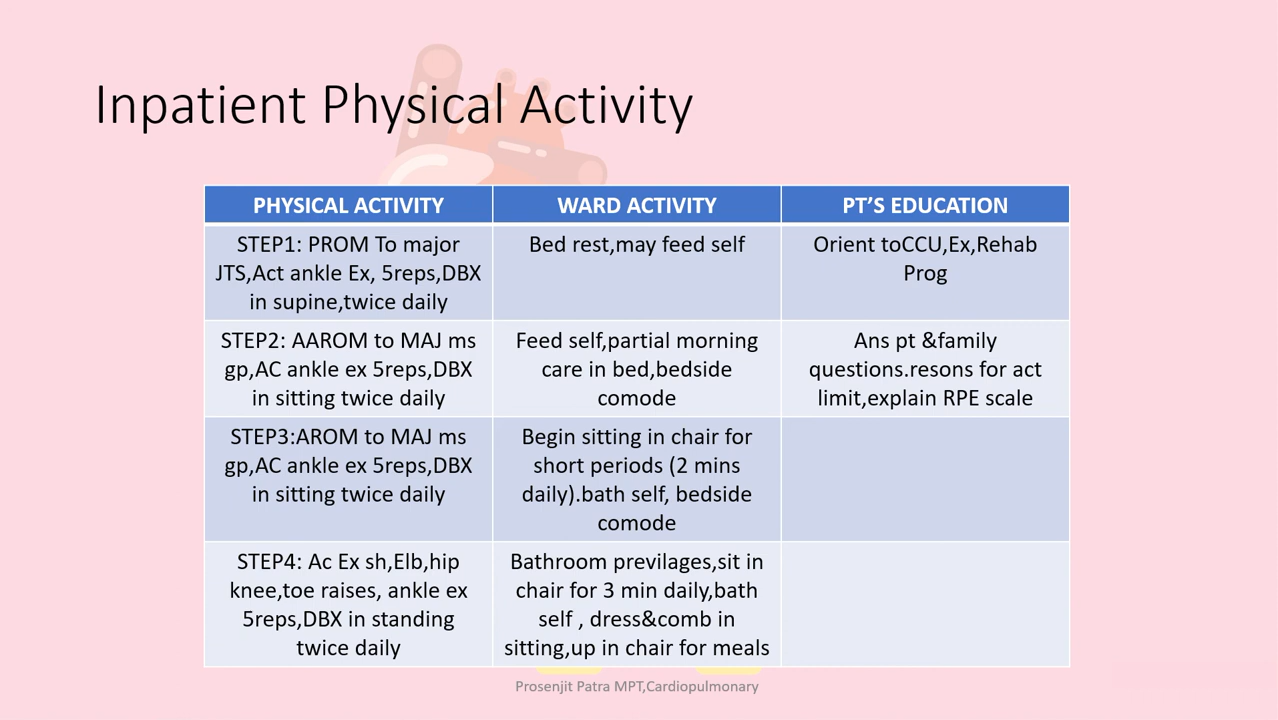 Inpatient Physical Activity
PHYSICAL ACTIVITY
WARD ACTIVITY
PT'S EDUCATION
STEP1: PROM To major
JTS,Act ankle Ex, 5reps,DBX
in supine,twice daily
Bed rest,may feed self
Orient toCCU,Ex,Rehab
Prog
STEP2: AAROM to MAJ ms
gp,AC ankle ex 5reps,DBX
in sitting twice daily
Feed self,partial morning
care in bed,bedside
comode
Ans pt &family
questions.resons for act
limit,explain RPE scale
STEP3:AROM to MAJ ms
gp,AC ankle ex 5reps,DBX
in sitting twice daily
Begin sitting in chair for
short periods (2 mins
daily).bath self, bedside
comode
STEP4: Ac Ex sh,Elb,hip
knee,toe raises, ankle ex
5reps,DBX in standing
twice daily
Bathroom previlages,sit in
chair for 3 min daily,bath
self , dress&comb in
sitting,up in chair for meals
Prosenjit Patra MPT,Cardiopulmonary